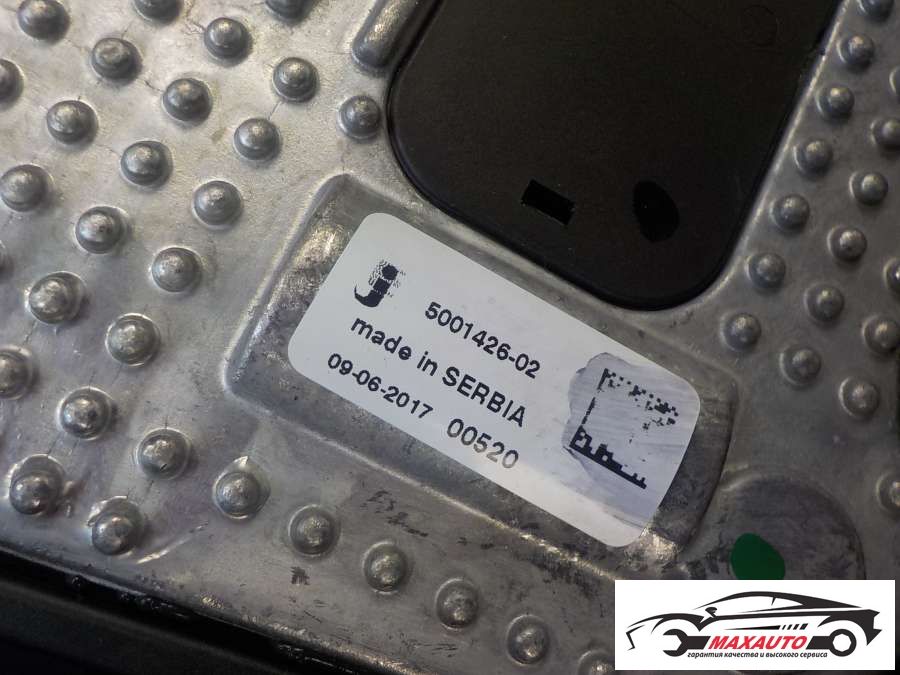 j
5001426-02
made in SERBIA
09-06-2017 00520
MAXAUTO
гарантия качества и высокого сервиса